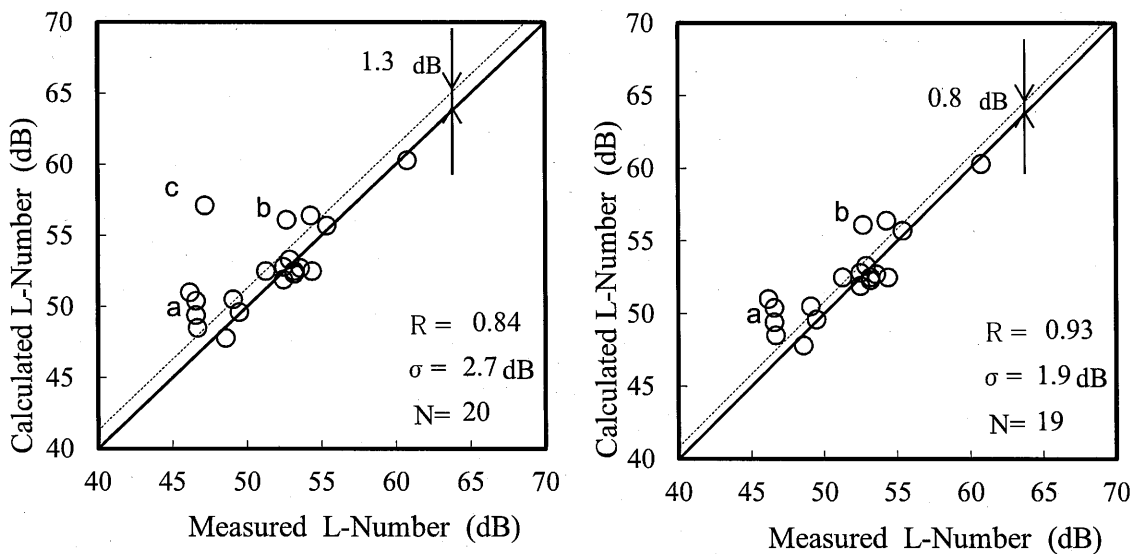 70
65
60
55
50
45
40
Calculated L-Number (dB)
1.3 dB
c
b
a
R = 0.84
σ = 2.7 dB
N= 20
40 45 50 55 60 65 70
Measured L-Number (dB)
70
65
60
55
50
45
40
Calculated L-Number (dB)
0.8 dB
b
a
R = 0.93
σ = 1.9 dB
N= 19
40 45 50 55 60 65 70
Measured L-Number (dB)